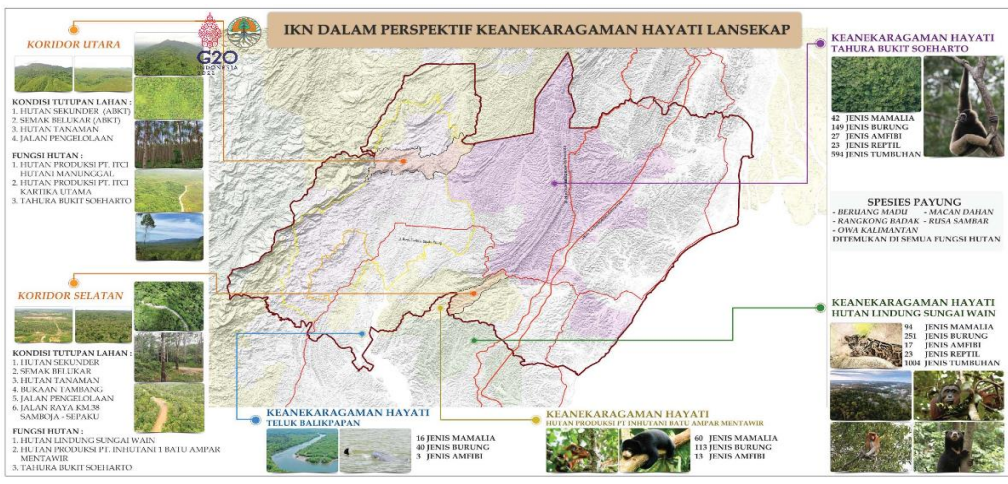 IKN DALAM PERSPEKTIF KEANEKARAGAMAN HAYATI LANSEKAP
G20
INDONESIA
2022
KORIDOR UTARA
KONDISI TUTUPAN LAHAN :
1. HUTAN SEKUNDER (ABKT)
2. SEMAK BELUKAR (ABKT)
3. HUTAN TANAMAN
4. JALAN PENGELOLAAN
FUNGSI HUTAN :
1. HUTAN PRODUKSI PT. ITCI
HUTANI MANUNGGAL
2. HUTAN PRODUKSI PT. ITCI
KARTIKA UTAMA
3. TAHURA BUKIT SOEHARTO
KORIDOR SELATAN
KONDISI TUTUPAN LAHAN :
1. HUTAN SEKUNDER
2. SEMAK BELUKAR
3. HUTAN TANAMAN
4. BUKAAN TAMBANG
5. JALAN PENGELOLAAN
6. JALAN RAYA KM.38
SAMBOJA - SEPAKU
FUNGSI HUTAN :
1. HUTAN LINDUNG SUNGAI WAIN
2. HUTAN PRODUKSI PT. INHUTANI 1 BATU AMPAR
MENTAWIR
3. TAHURA BUKIT SOEHARTO
KEANEKARAGAMAN HAYATI
TELUK BALIKPAPAN
16 JENIS MAMALIA
40 JENIS BURUNG
3 JENIS AMFIBI
KEANEKARAGAMAN HAYATI
HUTAN PRODUKSI PT INHUTANI BATU AMPAR MENTAWIR
60 JENIS MAMALIA
113 JENIS BURUNG
13 JENIS AMFIBI
KEANEKARAGAMAN HAYATI
TAHURA BUKIT SOEHARTO
42 JENIS MAMALIA
149 JENIS BURUNG
27 JENIS AMFIBI
23 JENIS REPTIL
594 JENIS TUMBUHAN
SPESIES PAYUNG
- BERUANG MADU - MACAN DAHAN
- RANGKONG BADAK - RUSA SAMBAR
- OWA KALIMANTAN
DITEMUKAN DI SEMUA FUNGSI HUTAN
KEANEKARAGAMAN HAYATI
HUTAN LINDUNG SUNGAI WAIN
94 JENIS MAMALIA
251 JENIS BURUNG
17 JENIS AMFIBI
23 JENIS REPTIL
1004 JENIS TUMBUHAN